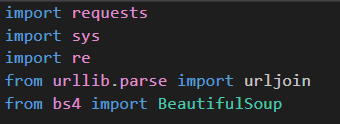 import requests
import sys
import re
from urllib.parse import urljoin
from bs4 import BeautifulSoup